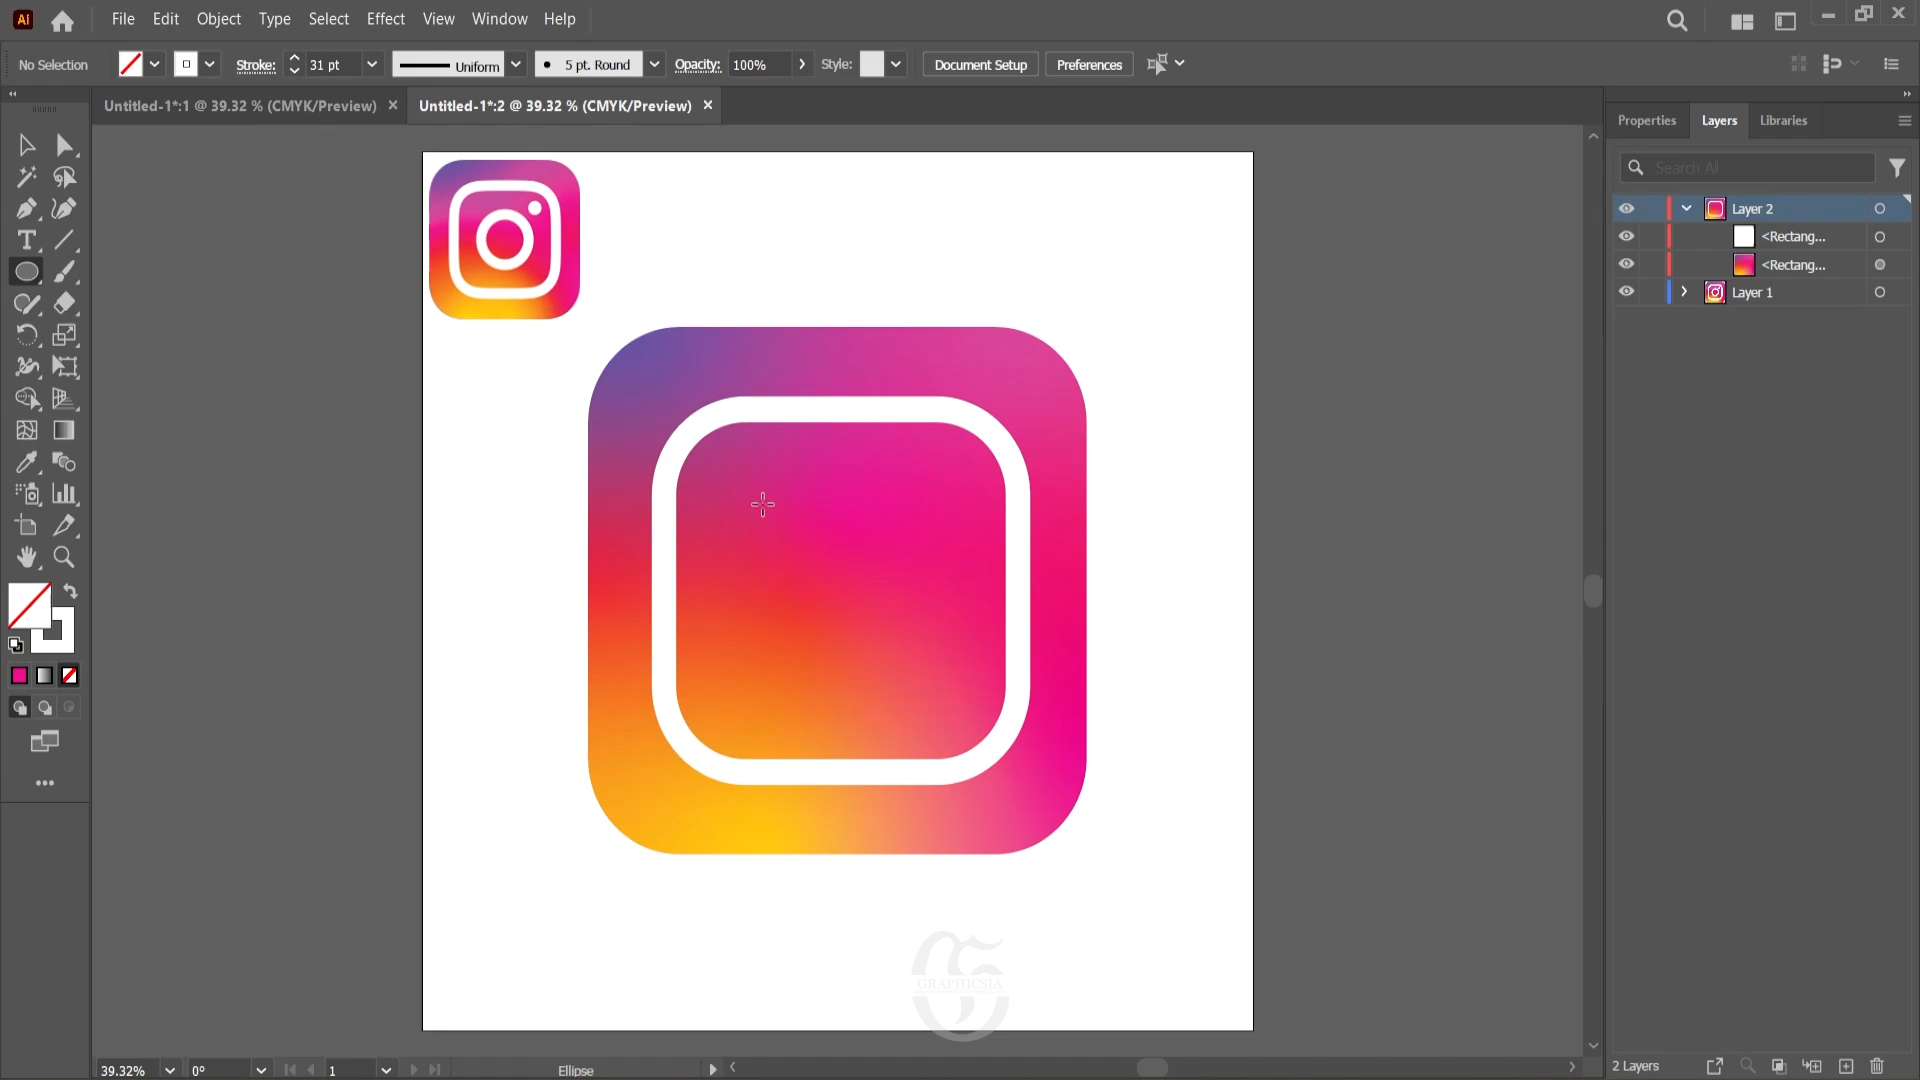 Ai File Edit Object Type Select Effect View Window Help
No Selection Stroke: 31 pt Uniform 5 pt. Round Opacity: 100% Style: Document Setup Preferences
Untitled-1*:1 @ 39.32 % (CMYK/Preview) × Untitled-1*:2 @ 39.32 % (CMYK/Preview) ×
Properties Layers Libraries
Search All
Layer 2
<Rectang...
<Rectang...
Layer 1
GRAPHICSIA
39.32% 0° 1 Ellipse
2 Layers